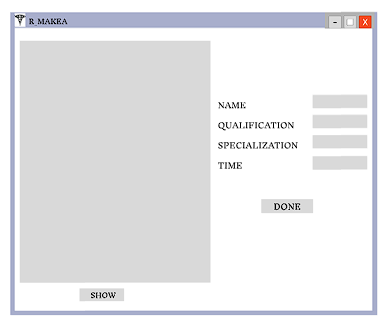 R MAKEA
- X
NAME
QUALIFICATION
SPECIALIZATION
TIME
DONE
SHOW